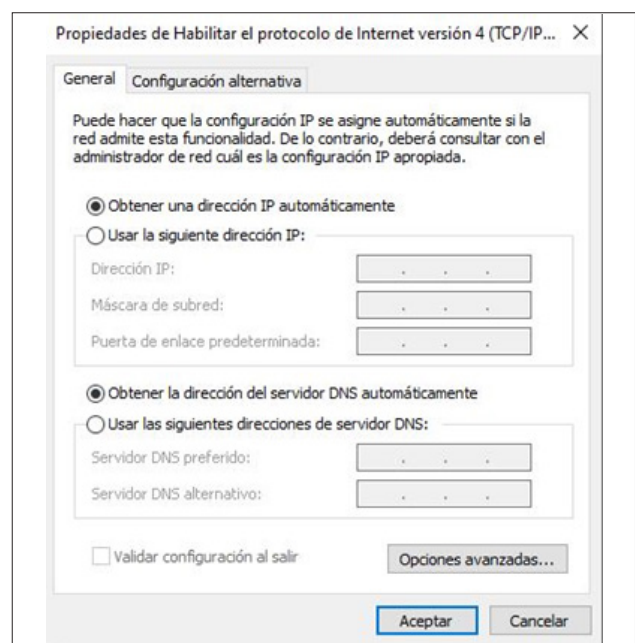 Propiedades de Habilitar el protocolo de Internet versión 4 (TCP/IP...
General
Configuración alternativa
Puede hacer que la configuración IP se asigne automáticamente si la
red admite esta funcionalidad. De lo contrario, deberá consultar con el
administrador de red cuál es la configuración IP apropiada.
Obtener una dirección IP automáticamente
Usar la siguiente dirección IP:
Dirección IP:
Máscara de subred:
Puerta de enlace predeterminada:
Obtener la dirección del servidor DNS automáticamente
Usar las siguientes direcciones de servidor DNS:
Servidor DNS preferido:
Servidor DNS alternativo:
Validar configuración al salir
Opciones avanzadas...
Aceptar
Cancelar